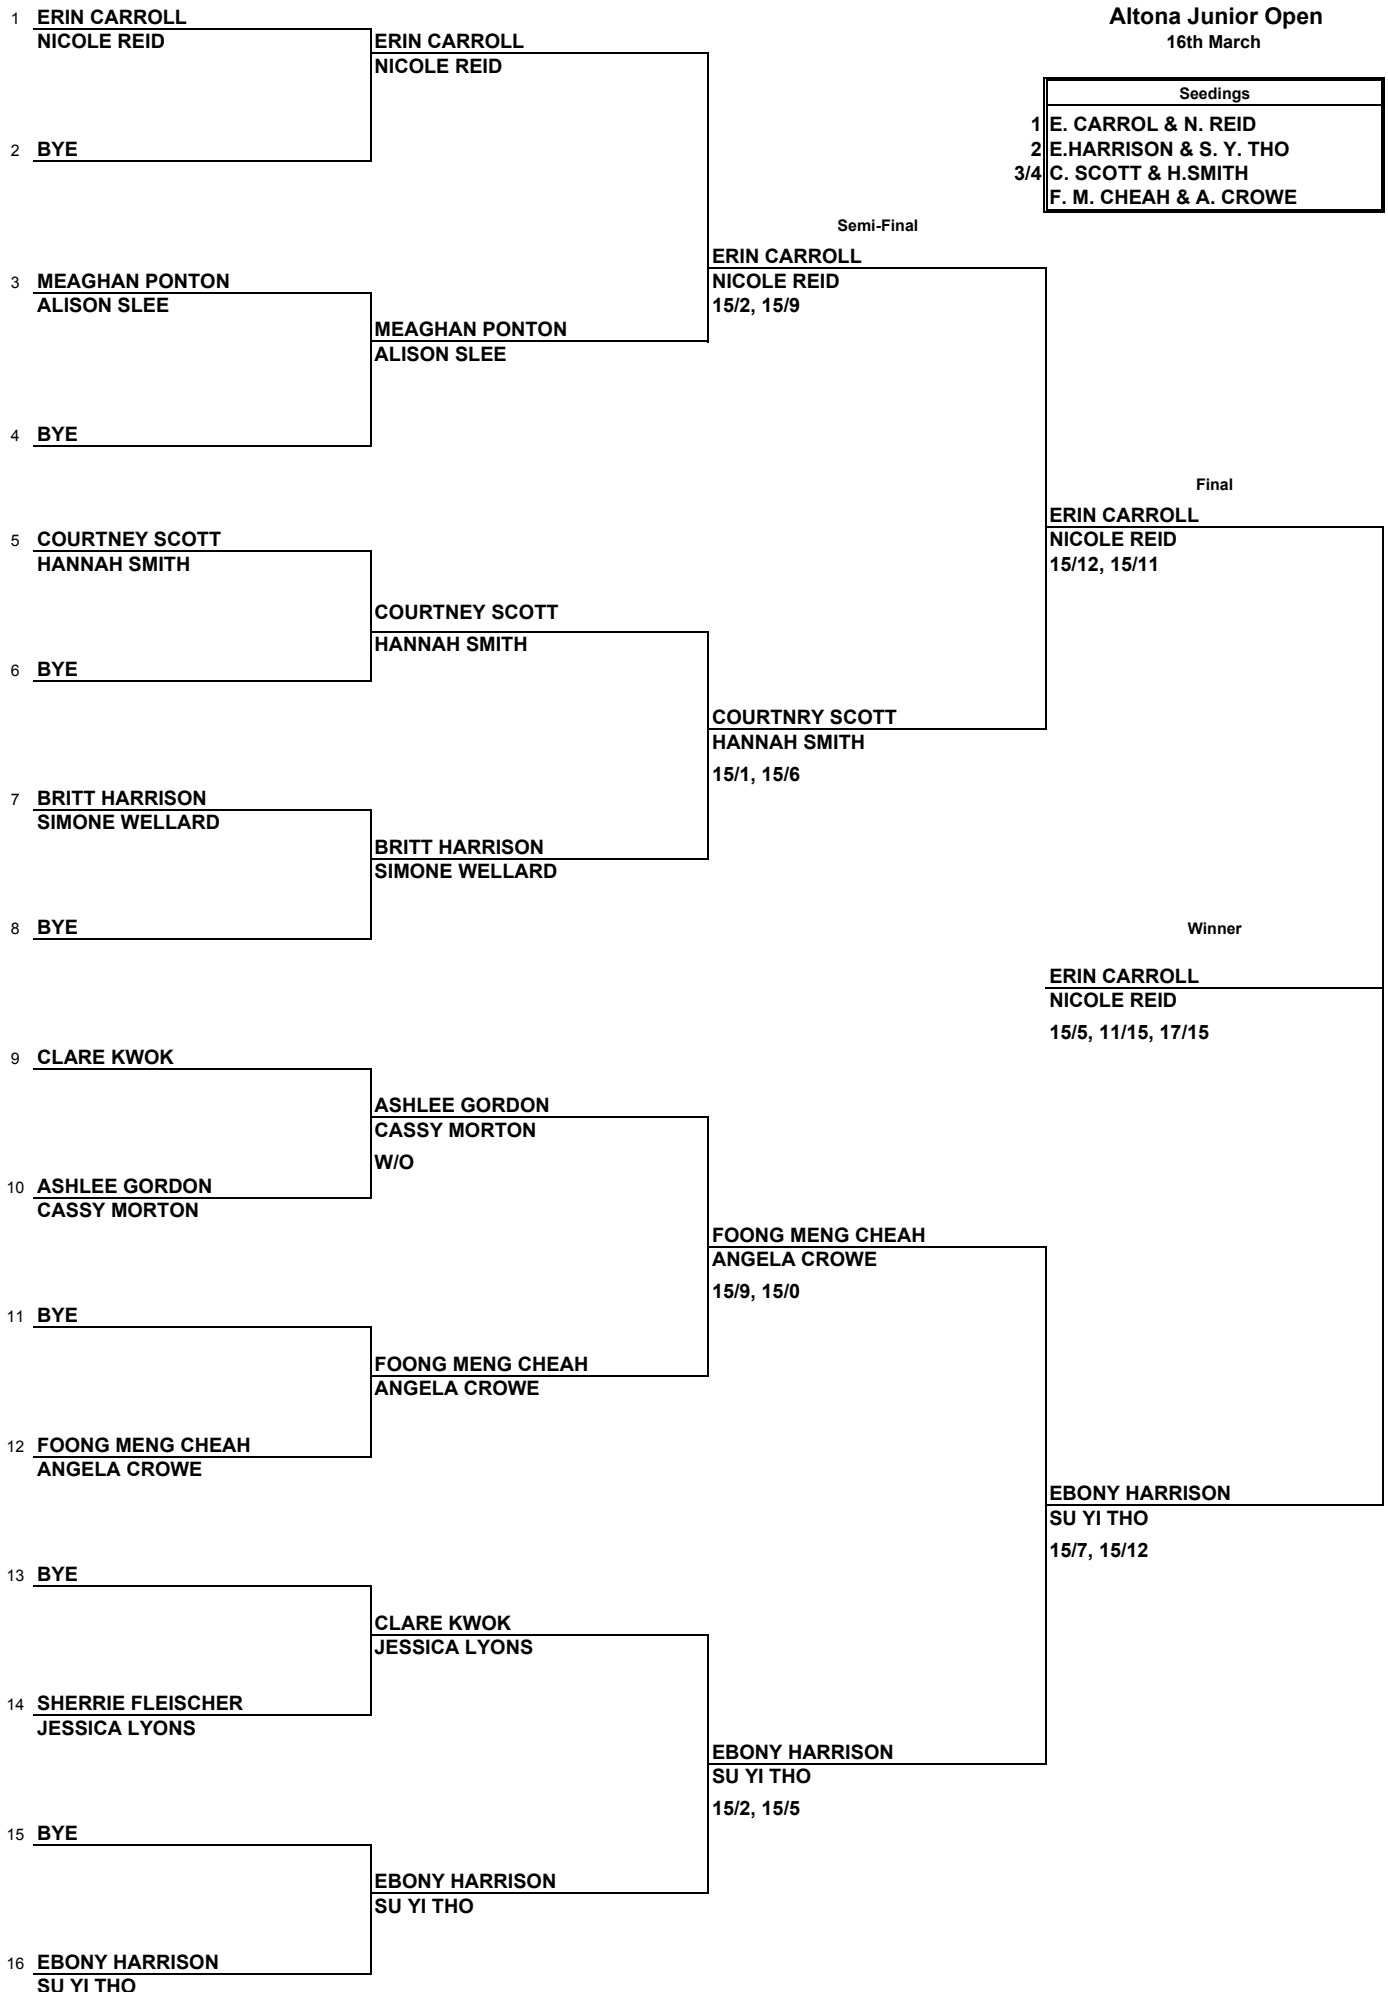 Altona Junior Open
16th March
Seedings
1 E. CARROL & N. REID
2 E.HARRISON & S. Y. THO
3/4 C. SCOTT & H.SMITH
F. M. CHEAH & A. CROWE
1 ERIN CARROLL
NICOLE REID
2 BYE
3 MEAGHAN PONTON
ALISON SLEE
4 BYE
5 COURTNEY SCOTT
HANNAH SMITH
6 BYE
7 BRITT HARRISON
SIMONE WELLARD
8 BYE
9 CLARE KWOK
10 ASHLEE GORDON
CASSY MORTON
11 BYE
12 FOONG MENG CHEAH
ANGELA CROWE
13 BYE
14 SHERRIE FLEISCHER
JESSICA LYONS
15 BYE
16 EBONY HARRISON
SU YI THO
ERIN CARROLL
NICOLE REID
MEAGHAN PONTON
ALISON SLEE
COURTNEY SCOTT
HANNAH SMITH
BRITT HARRISON
SIMONE WELLARD
ASHLEE GORDON
CASSY MORTON
W/O
FOONG MENG CHEAH
ANGELA CROWE
CLARE KWOK
JESSICA LYONS
EBONY HARRISON
SU YI THO
Semi-Final
ERIN CARROLL
NICOLE REID
15/2, 15/9
COURTNRY SCOTT
HANNAH SMITH
15/1, 15/6
FOONG MENG CHEAH
ANGELA CROWE
15/9, 15/0
EBONY HARRISON
SU YI THO
15/2, 15/5
Final
ERIN CARROLL
NICOLE REID
15/12, 15/11
Winner
ERIN CARROLL
NICOLE REID
15/5, 11/15, 17/15
EBONY HARRISON
SU YI THO
15/7, 15/12